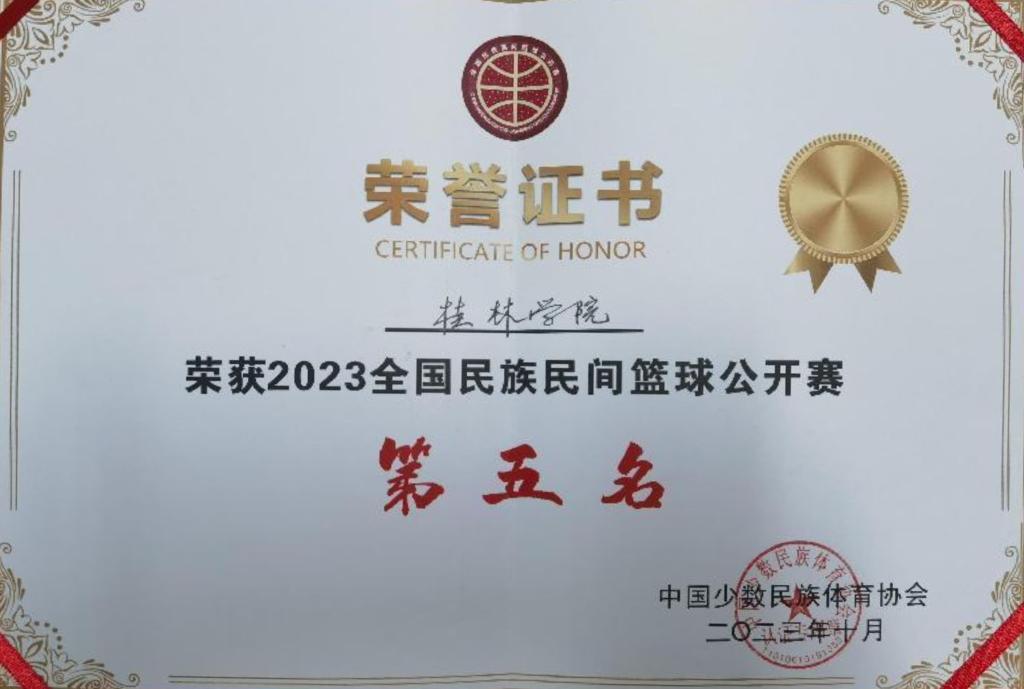 荣誉证书
CERTIFICATE OF HONOR
桂林学院
荣获2023全国民族民间篮球公开赛
第五名
中国少数民族体育协会
二〇二三年十月